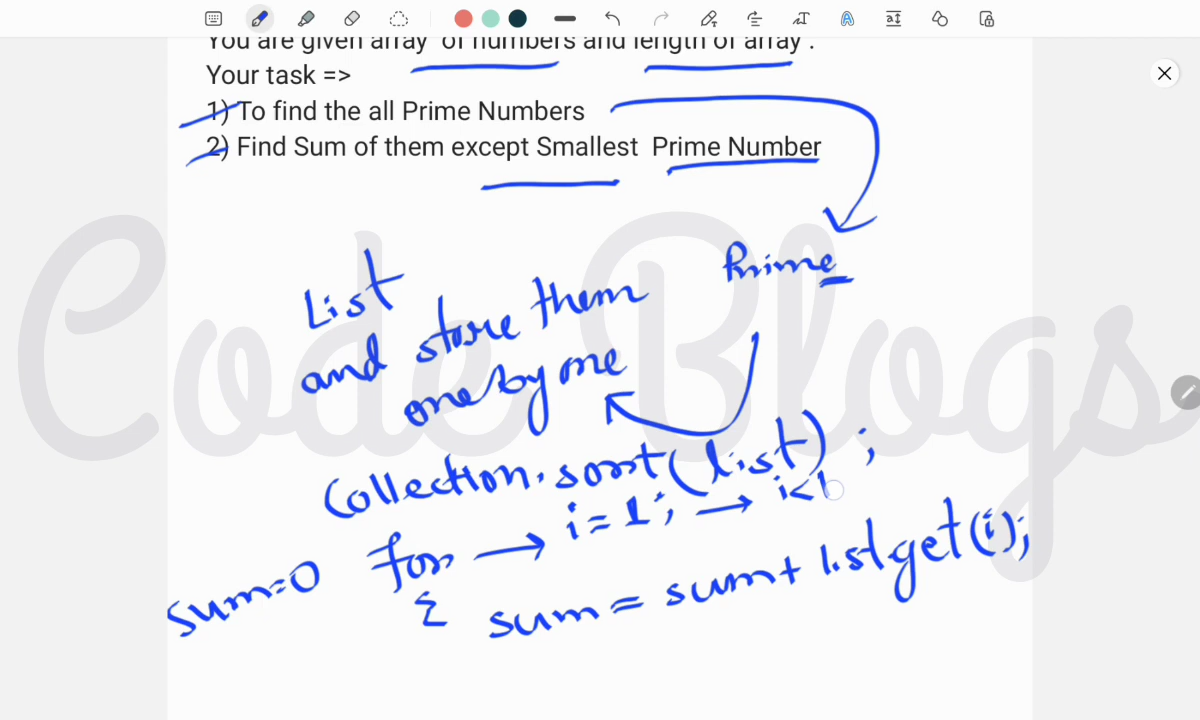 You are given array of numbers and length of array .
Your task =>
1) To find the all Prime Numbers
2) Find Sum of them except Smallest Prime Number
Prime
List
and store them
one by one
Collection.sort(list);
for → i=1; → i<l
sum=0
{ sum = sum+ list get(i);
Code Blogs